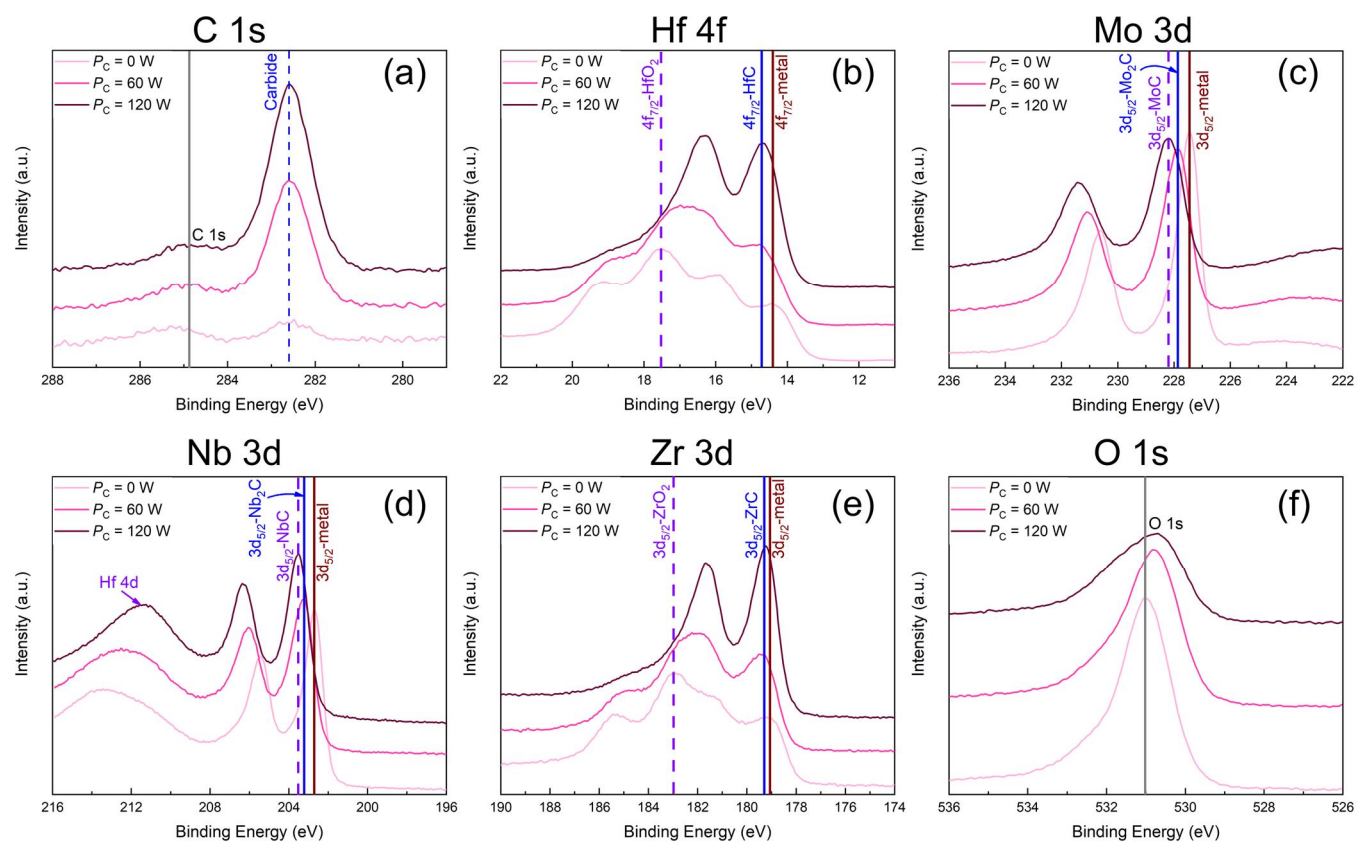 C 1s
P_C = 0 W
P_C = 60 W
P_C = 120 W
(a)
Carbide
C 1s
Intensity (a.u.)
288 286 284 282 280
Binding Energy (eV)
Hf 4f
P_C = 0 W
P_C = 60 W
P_C = 120 W
(b)
4f7/2-HfO2
4f7/2-HfC
4f7/2-metal
Intensity (a.u.)
22 20 18 16 14 12
Binding Energy (eV)
Mo 3d
P_C = 0 W
P_C = 60 W
P_C = 120 W
(c)
3d5/2-Mo2C
3d5/2-MoC
3d5/2-metal
Intensity (a.u.)
236 234 232 230 228 226 224 222
Binding Energy (eV)
Nb 3d
P_C = 0 W
P_C = 60 W
P_C = 120 W
(d)
3d5/2-Nb2C
3d5/2-NbC
3d5/2-metal
Hf 4d
Intensity (a.u.)
216 212 208 204 200 196
Binding Energy (eV)
Zr 3d
P_C = 0 W
P_C = 60 W
P_C = 120 W
(e)
3d5/2-ZrO2
3d5/2-ZrC
3d5/2-metal
Intensity (a.u.)
190 188 186 184 182 180 178 176 174
Binding Energy (eV)
O 1s
P_C = 0 W
P_C = 60 W
P_C = 120 W
(f)
O 1s
Intensity (a.u.)
536 534 532 530 528 526
Binding Energy (eV)